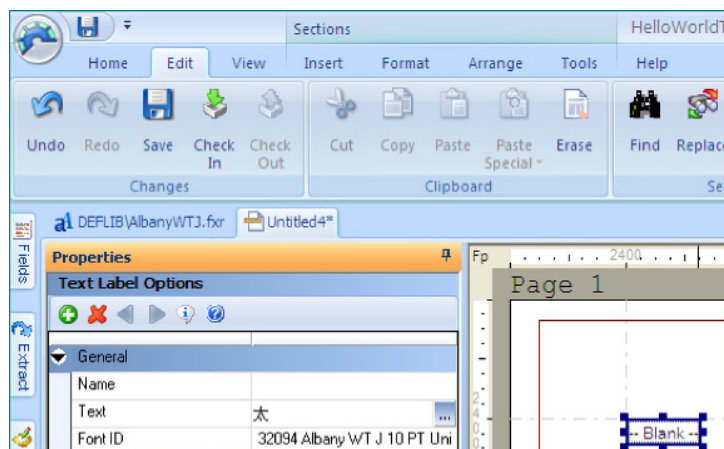 Sections HelloWorldT
Home Edit View Insert Format Arrange Tools Help
Undo Redo Save Check In Check Out Cut Copy Paste Paste Special Erase Find Replace
Changes Clipboard Se
DEFLIB\AlbanyWTJ.fxr Untitled4*
Fields
Extract
Properties
Text Label Options
General
Name
Text 太 ...
Font ID 32094 Albany WT J 10 PT Uni
Fp 2400
Page 1
-- Blank --